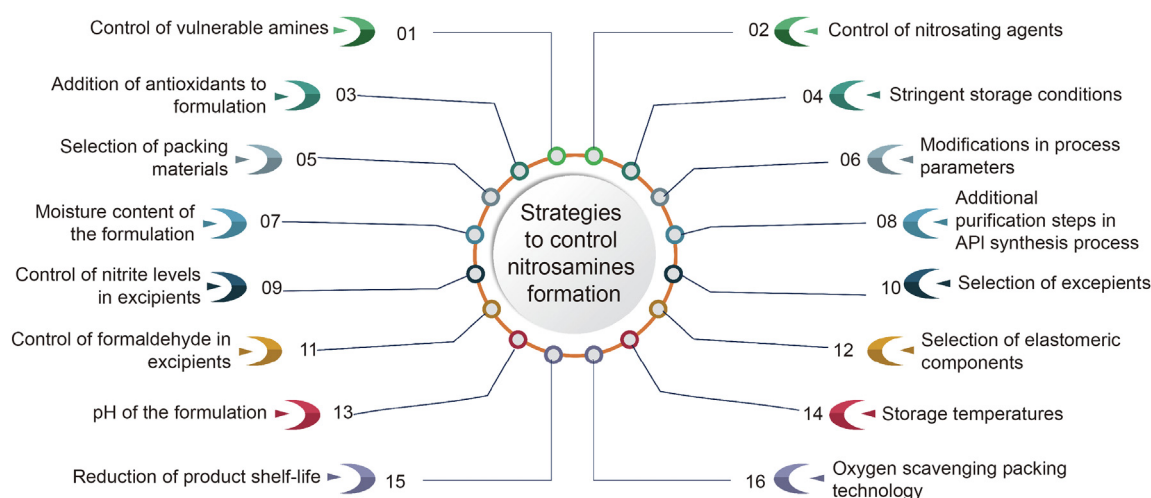 Control of vulnerable amines 01
02 Control of nitrosating agents
Addition of antioxidants to
formulation
03
04 Stringent storage conditions
Selection of packing
materials
05
06
Modifications in process
parameters
Moisture content of
the formulation
07
08
Additional
purification steps in
API synthesis process
Control of nitrite levels
in excipients
09
10 Selection of excepients
Control of formaldehyde in
excipients
11
12
Selection of elastomeric
components
pH of the formulation 13
14 Storage temperatures
Reduction of product shelf-life 15
16
Oxygen scavenging packing
technology
Strategies
to control
nitrosamines
formation